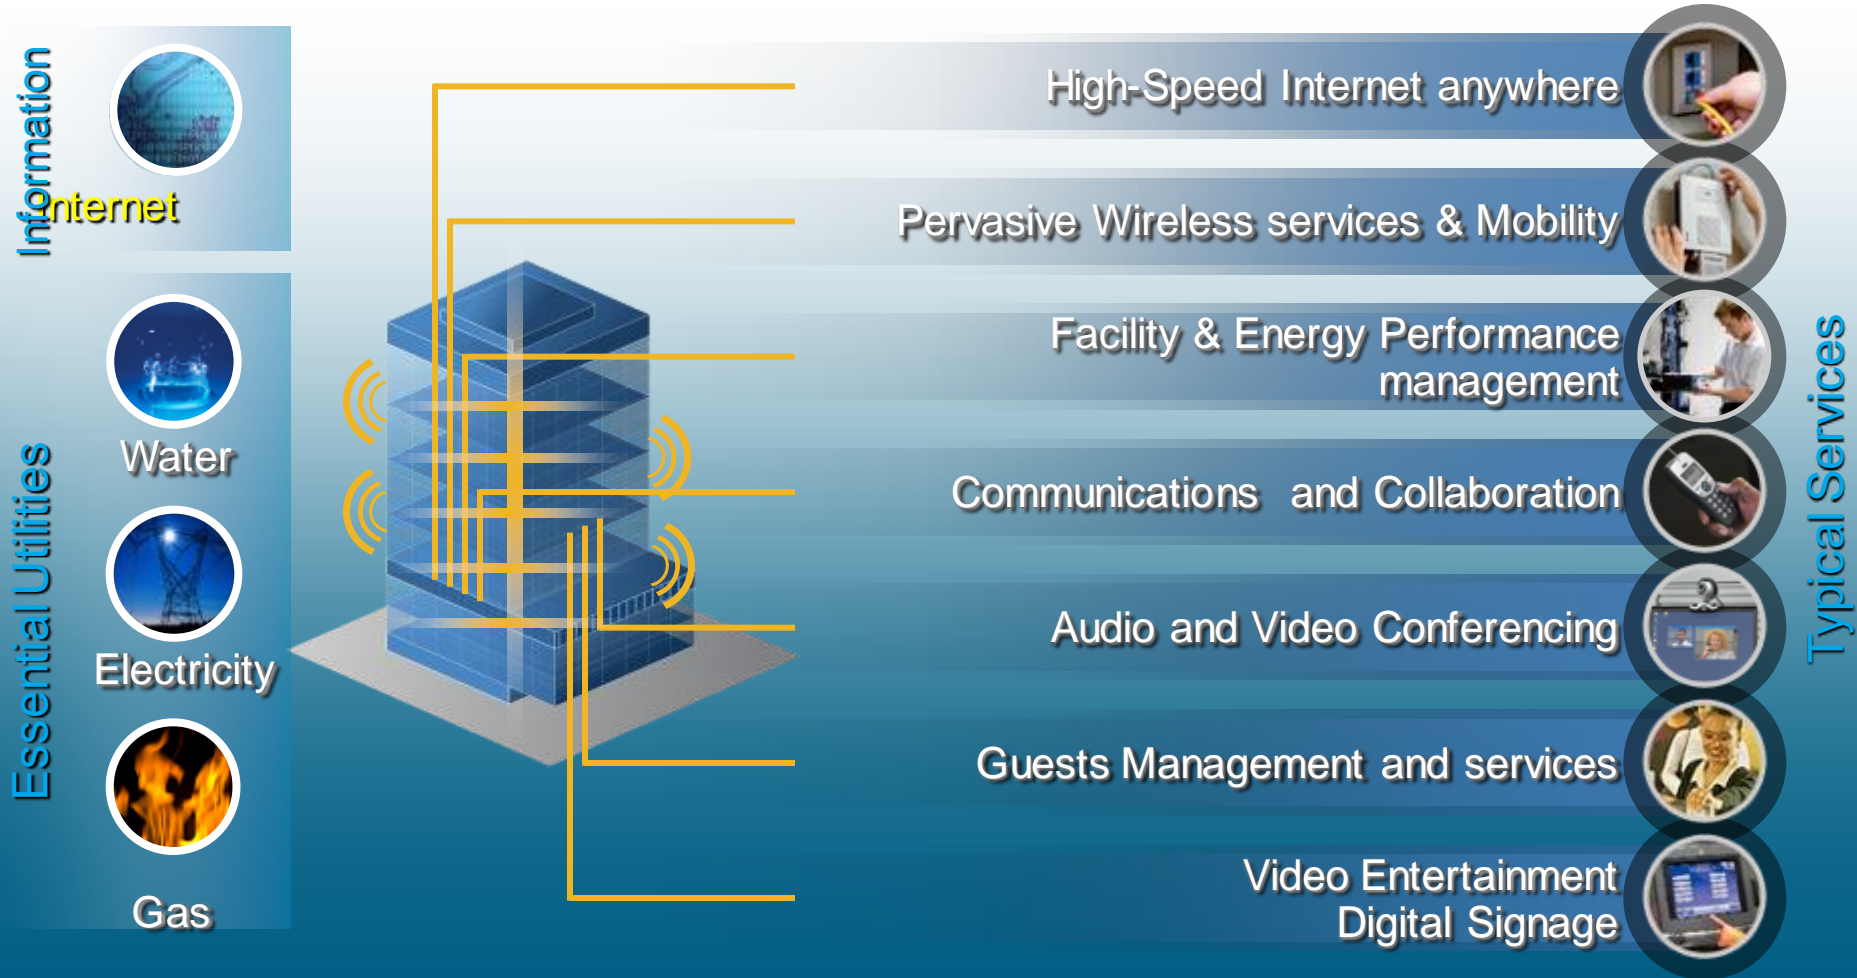 Information
Internet
Essential Utilities
Water
Electricity
Gas
High-Speed Internet anywhere
Pervasive Wireless services & Mobility
Facility & Energy Performance
management
Communications and Collaboration
Audio and Video Conferencing
Guests Management and services
Video Entertainment
Digital Signage
Typical Services